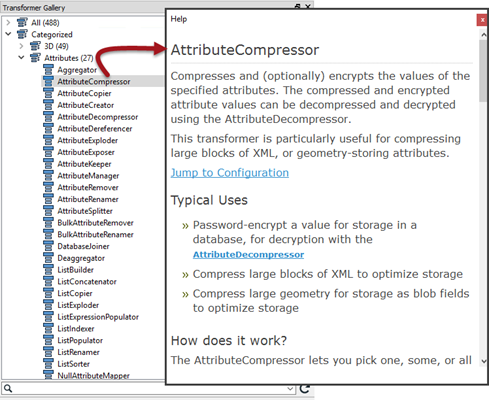 Transformer Gallery
All (488)
Categorized
3D (49)
Attributes (27)
Aggregator
AttributeCompressor
AttributeCopier
AttributeCreator
AttributeDecompressor
AttributeDereferencer
AttributeExploder
AttributeExposer
AttributeKeeper
AttributeManager
AttributeRemover
AttributeRenamer
AttributeSplitter
BulkAttributeRemover
BulkAttributeRenamer
DatabaseJoiner
Deaggregator
ListBuilder
ListConcatenator
ListCopier
ListExploder
ListExpressionPopulator
ListIndexer
ListPopulator
ListRenamer
ListSorter
NullAttributeMapper
Help
AttributeCompressor
Compresses and (optionally) encrypts the values of the
specified attributes. The compressed and encrypted
attribute values can be decompressed and decrypted
using the AttributeDecompressor.
This transformer is particularly useful for compressing
large blocks of XML, or geometry-storing attributes.
Jump to Configuration
Typical Uses
» Password-encrypt a value for storage in a
database, for decryption with the
AttributeDecompressor
» Compress large blocks of XML to optimize storage
» Compress large geometry for storage as blob fields
to optimize storage
How does it work?
The AttributeCompressor lets you pick one, some, or all